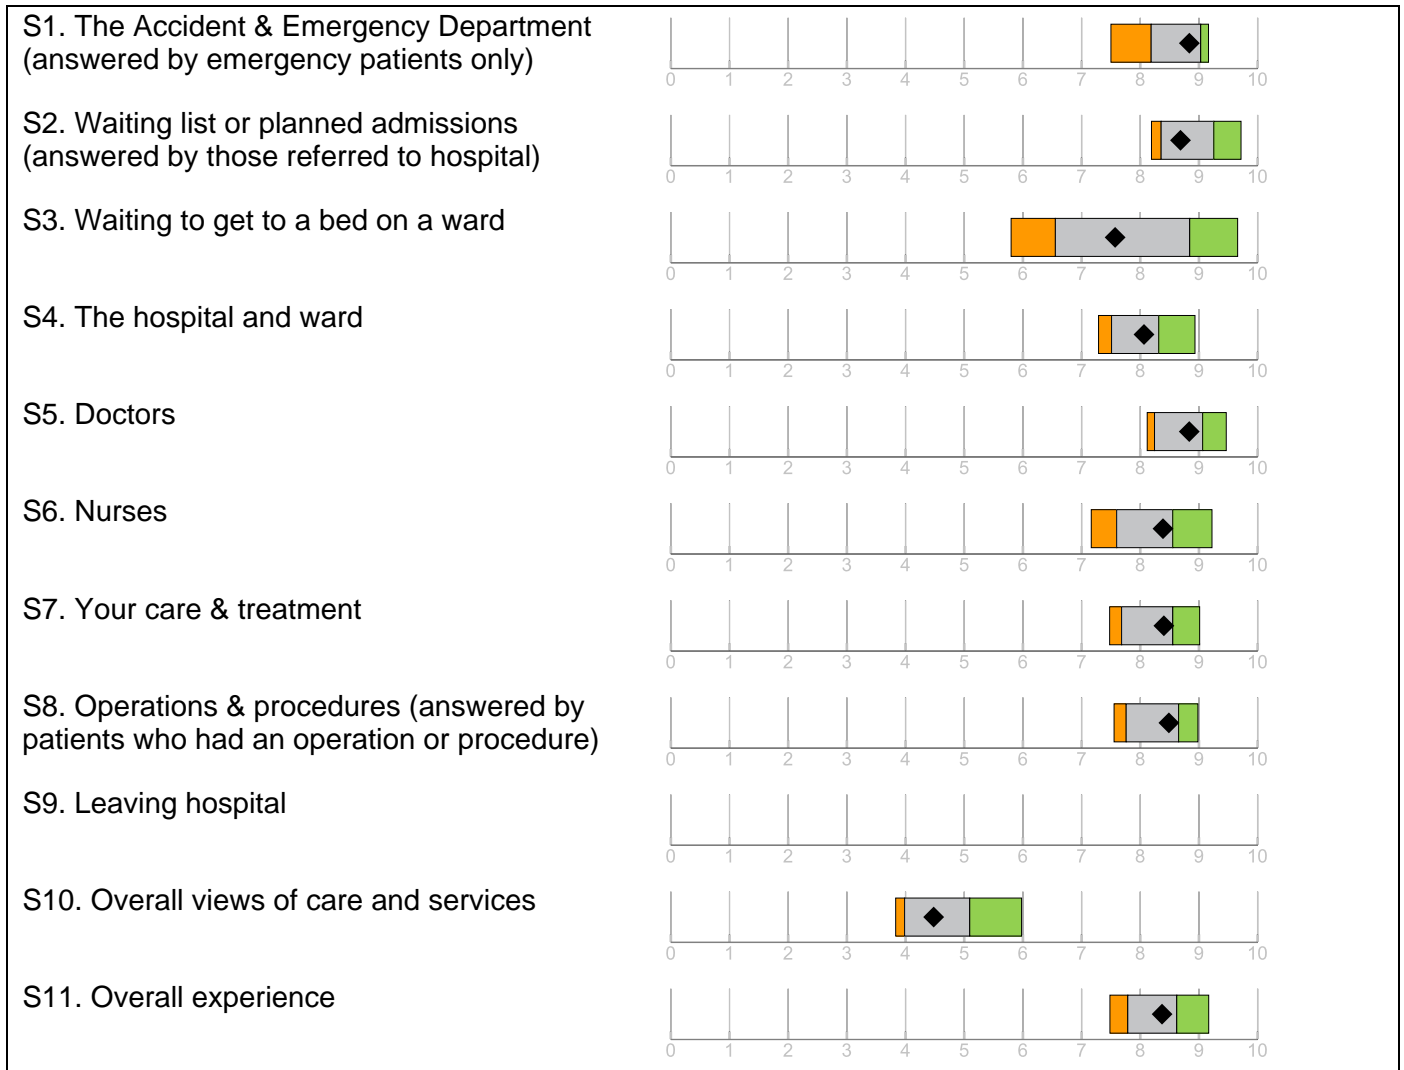 S1. The Accident & Emergency Department
(answered by emergency patients only)
0 1 2 3 4 5 6 7 8 9 10
S2. Waiting list or planned admissions
(answered by those referred to hospital)
0 1 2 3 4 5 6 7 8 9 10
S3. Waiting to get to a bed on a ward
0 1 2 3 4 5 6 7 8 9 10
S4. The hospital and ward
0 1 2 3 4 5 6 7 8 9 10
S5. Doctors
0 1 2 3 4 5 6 7 8 9 10
S6. Nurses
0 1 2 3 4 5 6 7 8 9 10
S7. Your care & treatment
0 1 2 3 4 5 6 7 8 9 10
S8. Operations & procedures (answered by
patients who had an operation or procedure)
0 1 2 3 4 5 6 7 8 9 10
S9. Leaving hospital
0 1 2 3 4 5 6 7 8 9 10
S10. Overall views of care and services
0 1 2 3 4 5 6 7 8 9 10
S11. Overall experience
0 1 2 3 4 5 6 7 8 9 10